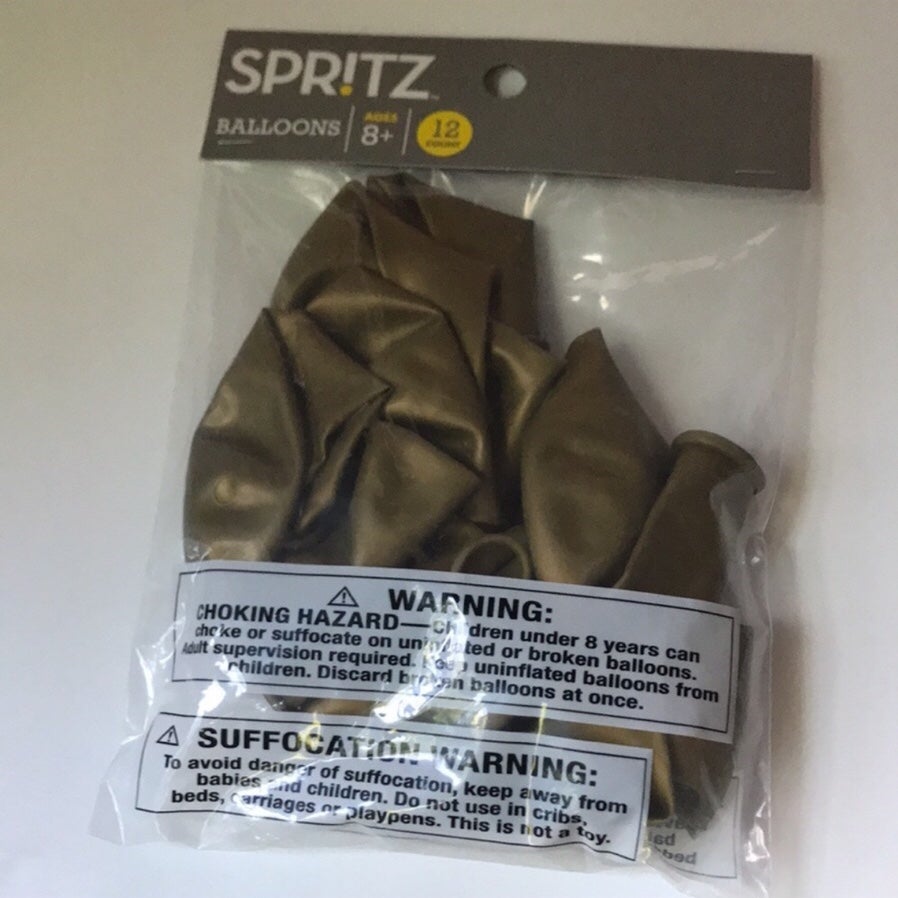 SPR!TZ™
BALLOONS
AGES
8+
12
COUNT
⚠ WARNING:
CHOKING HAZARD—Children under 8 years can
choke or suffocate on uninflated or broken balloons.
Adult supervision required. Keep uninflated balloons from
children. Discard broken balloons at once.
⚠ SUFFOCATION WARNING:
To avoid danger of suffocation, keep away from
babies and children. Do not use in cribs,
beds, carriages or playpens. This is not a toy.